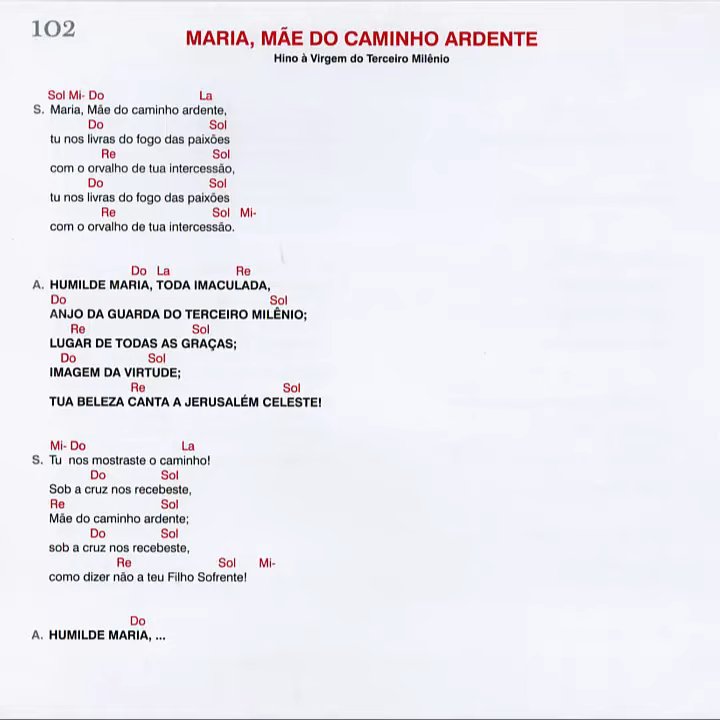 102
MARIA, MÃE DO CAMINHO ARDENTE
Hino à Virgem do Terceiro Milênio
Sol Mi- Do La
S. Maria, Mãe do caminho ardente,
Do Sol
tu nos livras do fogo das paixões
Re Sol
com o orvalho de tua intercessão,
Do Sol
tu nos livras do fogo das paixões
Re Sol Mi-
com o orvalho de tua intercessão.
Do La Re
A. HUMILDE MARIA, TODA IMACULADA,
Do Sol
ANJO DA GUARDA DO TERCEIRO MILÊNIO;
Re Sol
LUGAR DE TODAS AS GRAÇAS;
Do Sol
IMAGEM DA VIRTUDE;
Re Sol
TUA BELEZA CANTA A JERUSALÉM CELESTE!
Mi- Do La
S. Tu nos mostraste o caminho!
Do Sol
Sob a cruz nos recebeste,
Re Sol
Mãe do caminho ardente;
Do Sol
sob a cruz nos recebeste,
Re Sol Mi-
como dizer não a teu Filho Sofrente!
Do
A. HUMILDE MARIA, ...